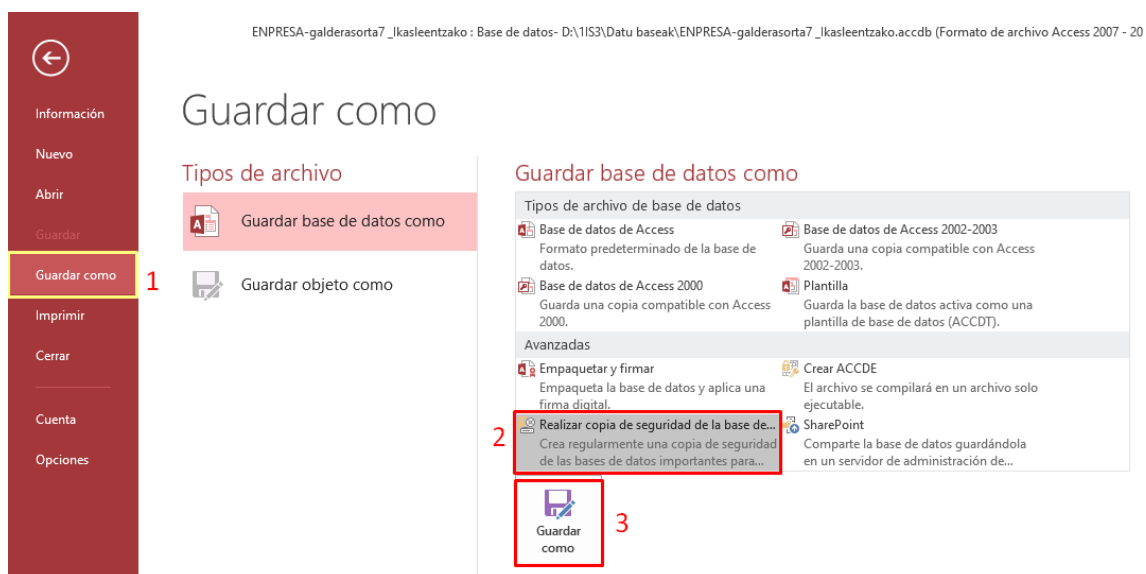 ENPRESA-galderasorta7_Ikasleentzako : Base de datos- D:\1IS3\Datu baseak\ENPRESA-galderasorta7_Ikasleentzako.accdb (Formato de archivo Access 2007 - 20
Información
Nuevo
Abrir
Guardar
Guardar como
1
Imprimir
Cerrar
Cuenta
Opciones
Guardar como
Tipos de archivo
Guardar base de datos como
Guardar objeto como
Guardar base de datos como
Tipos de archivo de base de datos
Base de datos de Access
Formato predeterminado de la base de
datos.
Base de datos de Access 2002-2003
Guarda una copia compatible con Access
2002-2003.
Base de datos de Access 2000
Guarda una copia compatible con Access
2000.
Plantilla
Guarda la base de datos activa como una
plantilla de base de datos (ACCDT).
Avanzadas
Empaquetar y firmar
Empaqueta la base de datos y aplica una
firma digital.
Crear ACCDE
El archivo se compilará en un archivo solo
ejecutable.
2
Realizar copia de seguridad de la base de...
Crea regularmente una copia de seguridad
de las bases de datos importantes para...
SharePoint
Comparte la base de datos guardándola
en un servidor de administración de...
Guardar
como
3